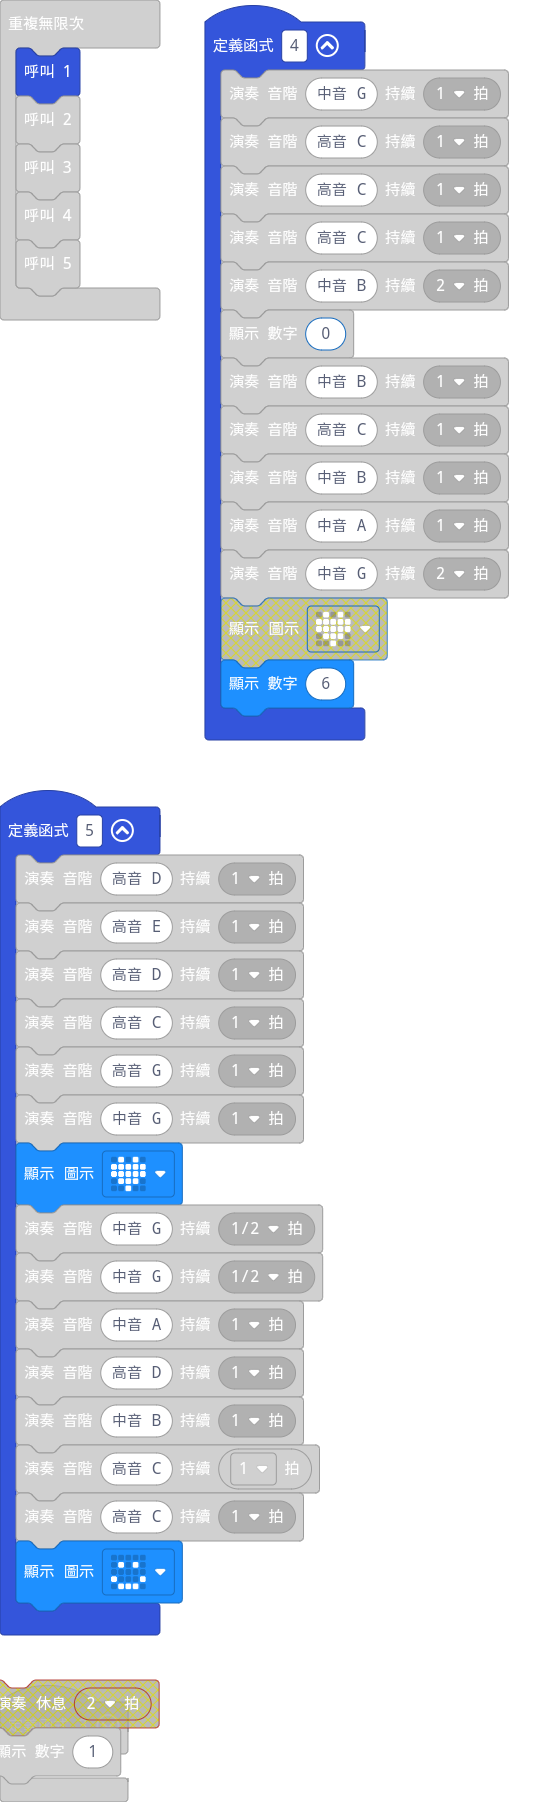 重複無限次
呼叫 1
呼叫 2
呼叫 3
呼叫 4
呼叫 5
定義函式 4
演奏 音階 中音 G 持續 1 拍
演奏 音階 高音 C 持續 1 拍
演奏 音階 高音 C 持續 1 拍
演奏 音階 高音 C 持續 1 拍
演奏 音階 中音 B 持續 2 拍
顯示 數字 0
演奏 音階 中音 B 持續 1 拍
演奏 音階 高音 C 持續 1 拍
演奏 音階 中音 B 持續 1 拍
演奏 音階 中音 A 持續 1 拍
演奏 音階 中音 G 持續 2 拍
顯示 圖示
顯示 數字 6
定義函式 5
演奏 音階 高音 D 持續 1 拍
演奏 音階 高音 E 持續 1 拍
演奏 音階 高音 D 持續 1 拍
演奏 音階 高音 C 持續 1 拍
演奏 音階 高音 G 持續 1 拍
演奏 音階 中音 G 持續 1 拍
顯示 圖示
演奏 音階 中音 G 持續 1/2 拍
演奏 音階 中音 G 持續 1/2 拍
演奏 音階 中音 A 持續 1 拍
演奏 音階 高音 D 持續 1 拍
演奏 音階 中音 B 持續 1 拍
演奏 音階 高音 C 持續 1 拍
演奏 音階 高音 C 持續 1 拍
顯示 圖示
演奏 休息 2 拍
顯示 數字 1